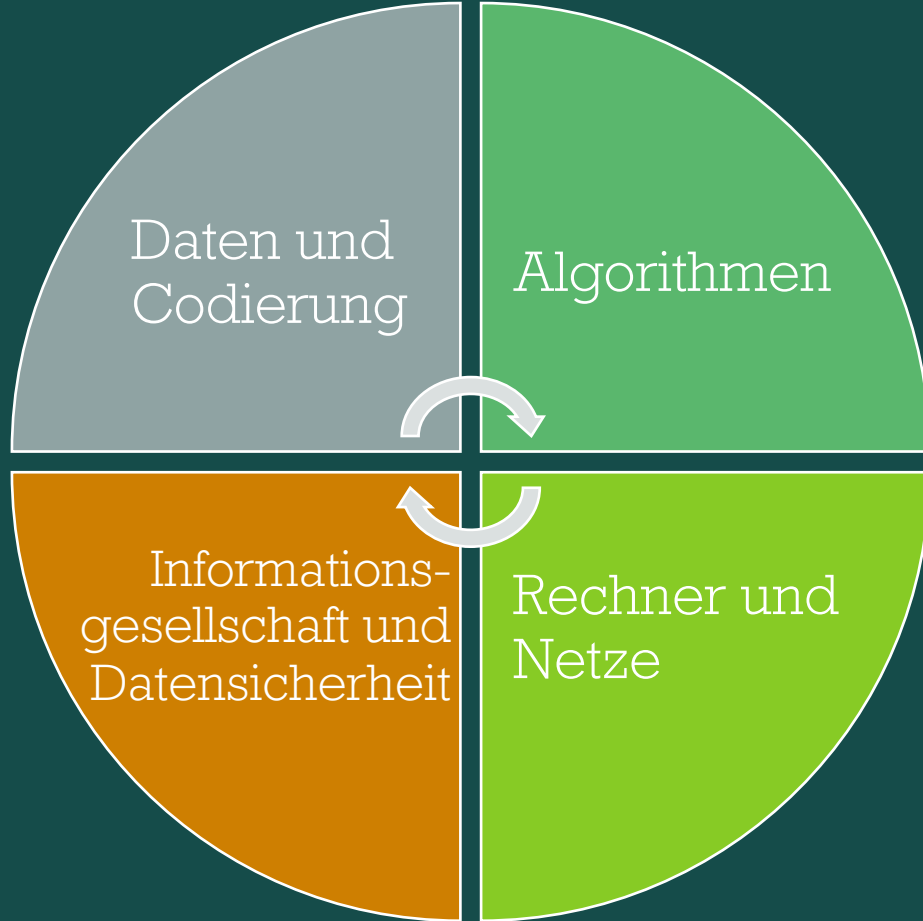 Daten und
Codierung
Algorithmen
Informations-
gesellschaft und
Datensicherheit
Rechner und
Netze